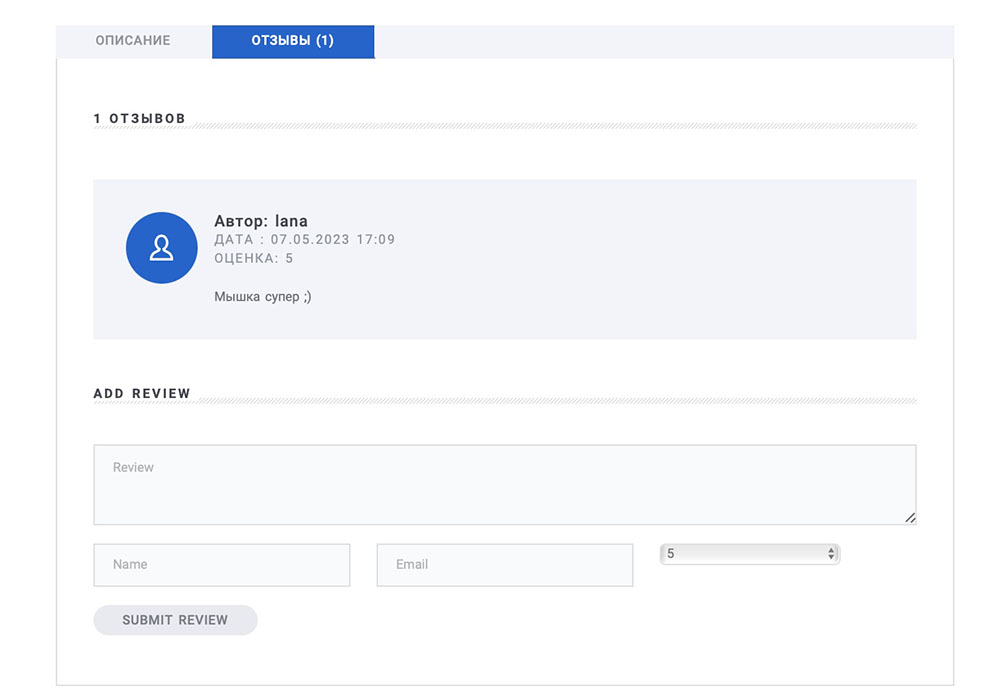 ОПИСАНИЕ
ОТЗЫВЫ (1)
1 ОТЗЫВОВ
Автор: lana
ДАТА : 07.05.2023 17:09
ОЦЕНКА: 5
Мышка супер ;)
ADD REVIEW
Review
Name
Email
5
SUBMIT REVIEW